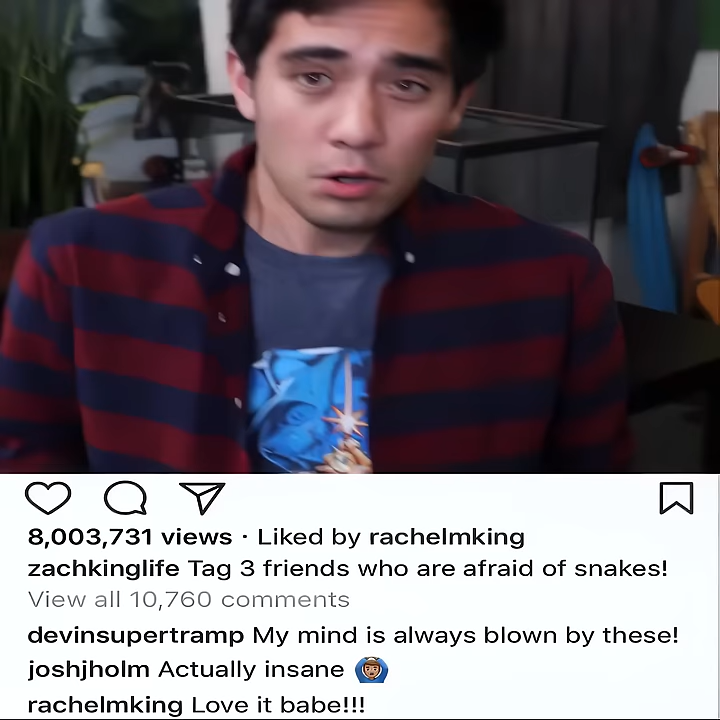 8,003,731 views · Liked by rachelmking
zachkinglife Tag 3 friends who are afraid of snakes!
View all 10,760 comments
devinsupertramp My mind is always blown by these!
joshjholm Actually insane 🙆🏽‍♂️
rachelmking Love it babe!!!